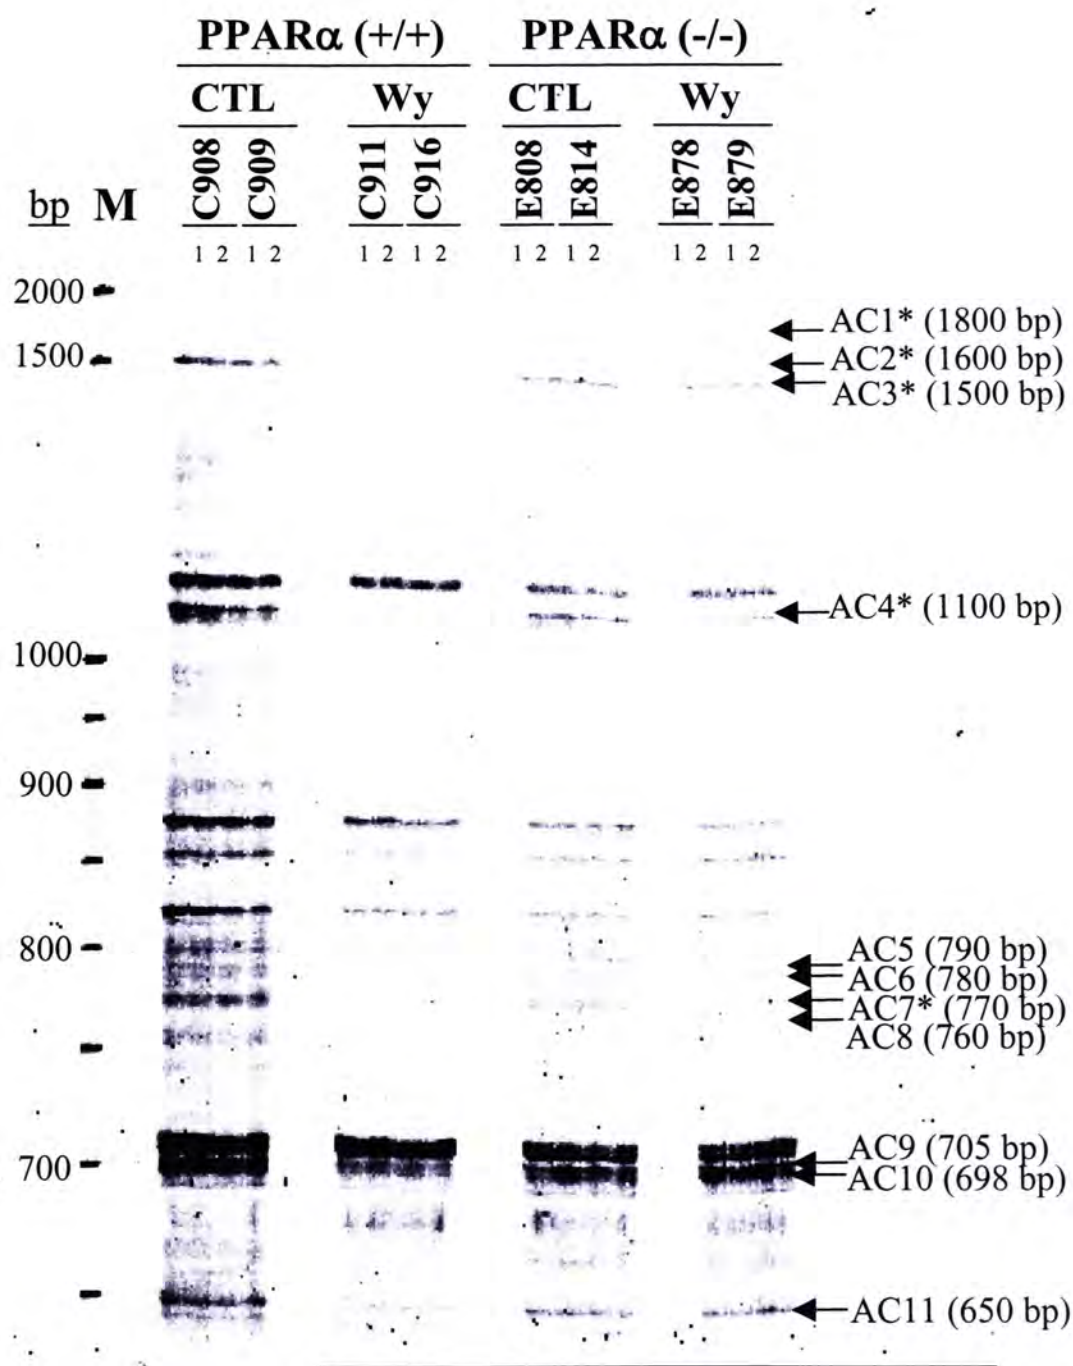 PPARα (+/+) PPARα (-/-)
CTL Wy CTL Wy
bp M C908 C909 C911 C916 E808 E814 E878 E879
1 2 1 2 1 2 1 2 1 2 1 2 1 2 1 2
2000
AC1* (1800 bp)
1500
AC2* (1600 bp)
AC3* (1500 bp)
AC4* (1100 bp)
1000
900
800
AC5 (790 bp)
AC6 (780 bp)
AC7* (770 bp)
AC8 (760 bp)
AC9 (705 bp)
700
AC10 (698 bp)
AC11 (650 bp)